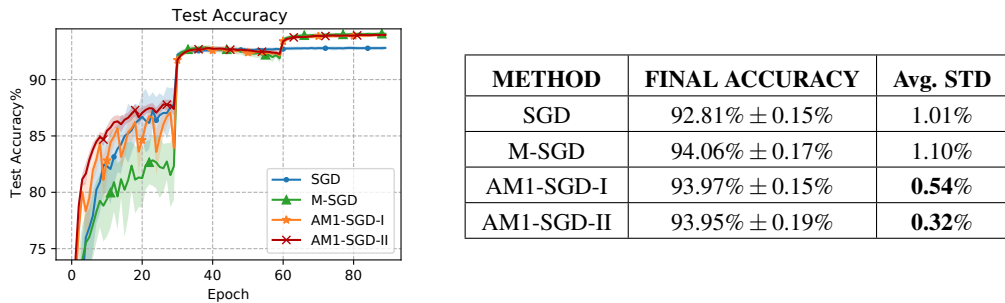 Test Accuracy
Test Accuracy%
90
85
80
75
0 20 40 60 80
Epoch
SGD
M-SGD
AM1-SGD-I
AM1-SGD-II
METHOD FINAL ACCURACY Avg. STD
SGD 92.81% ± 0.15% 1.01%
M-SGD 94.06% ± 0.17% 1.10%
AM1-SGD-I 93.97% ± 0.15% 0.54%
AM1-SGD-II 93.95% ± 0.19% 0.32%